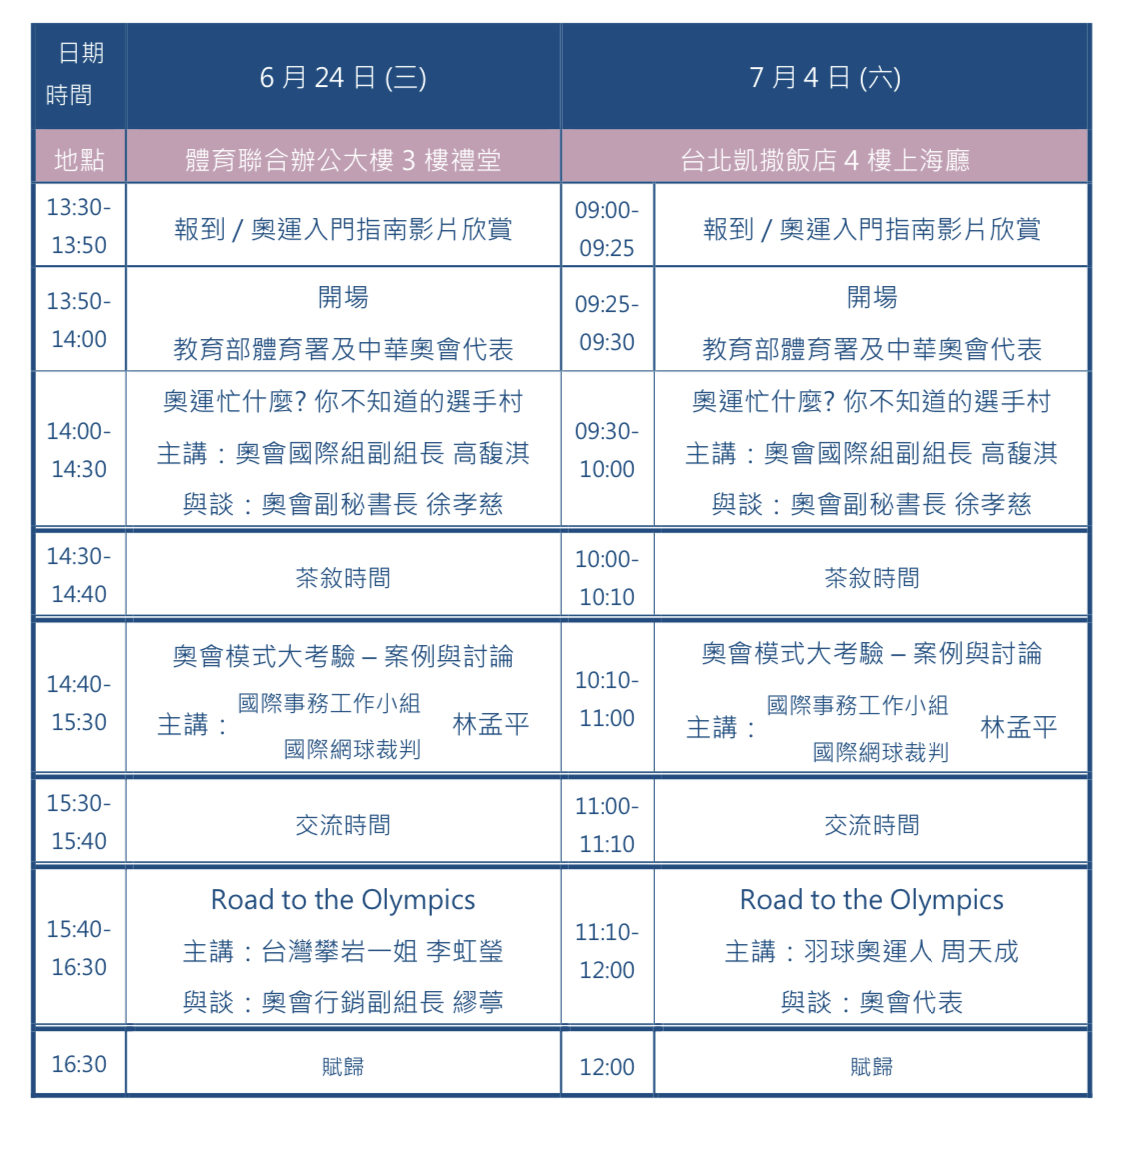 日期
時間
6 月 24 日 (三)
7 月 4 日 (六)
地點
體育聯合辦公大樓 3 樓禮堂
台北凱撒飯店 4 樓上海廳
13:30-
13:50
報到 / 奧運入門指南影片欣賞
09:00-
09:25
報到 / 奧運入門指南影片欣賞
13:50-
14:00
開場
教育部體育署及中華奧會代表
09:25-
09:30
開場
教育部體育署及中華奧會代表
14:00-
14:30
奧運忙什麼? 你不知道的選手村
主講：奧會國際組副組長 高馥淇
與談：奧會副秘書長 徐孝慈
09:30-
10:00
奧運忙什麼? 你不知道的選手村
主講：奧會國際組副組長 高馥淇
與談：奧會副秘書長 徐孝慈
14:30-
14:40
茶敘時間
10:00-
10:10
茶敘時間
14:40-
15:30
奧會模式大考驗 – 案例與討論
國際事務工作小組
主講： 林孟平
國際網球裁判
10:10-
11:00
奧會模式大考驗 – 案例與討論
國際事務工作小組
主講： 林孟平
國際網球裁判
15:30-
15:40
交流時間
11:00-
11:10
交流時間
15:40-
16:30
Road to the Olympics
主講：台灣攀岩一姐 李虹瑩
與談：奧會行銷副組長 繆葶
11:10-
12:00
Road to the Olympics
主講：羽球奧運人 周天成
與談：奧會代表
16:30
賦歸
12:00
賦歸